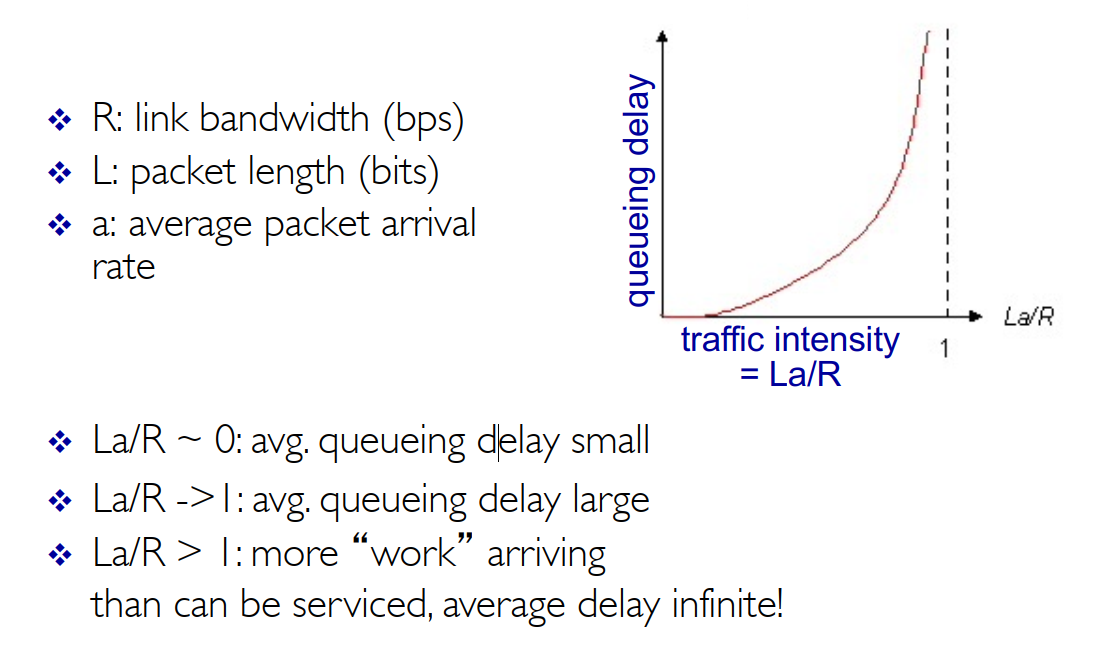 ❖ R: link bandwidth (bps)
❖ L: packet length (bits)
❖ a: average packet arrival
rate
queueing delay
La/R
traffic intensity
= La/R
1
❖ La/R ~ 0: avg. queueing delay small
❖ La/R ->1: avg. queueing delay large
❖ La/R > 1: more “work” arriving
than can be serviced, average delay infinite!